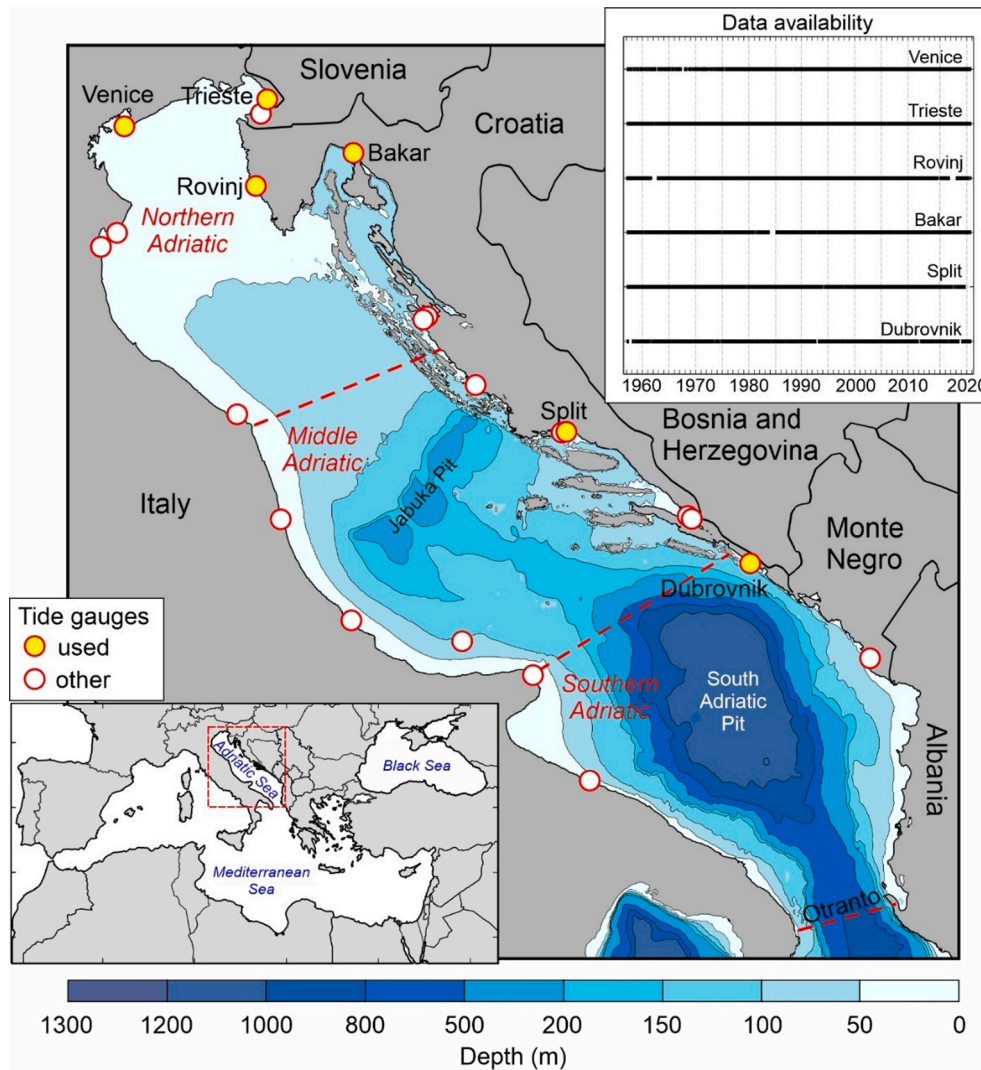 Data availability
Venice
Trieste
Rovinj
Bakar
Split
Dubrovnik
1960 1970 1980 1990 2000 2010 2020
Slovenia
Venice
Trieste
Croatia
Bakar
Rovinj
Northern
Adriatic
Split
Bosnia and
Herzegovina
Middle
Adriatic
Jabuka Pit
Italy
Monte
Negro
Dubrovnik
Tide gauges
used
other
Southern
Adriatic
South
Adriatic
Pit
Albania
Otranto
Adriatic Sea
Black Sea
Mediterranean
Sea
1300 1200 1000 800 500 200 150 100 50 0
Depth (m)